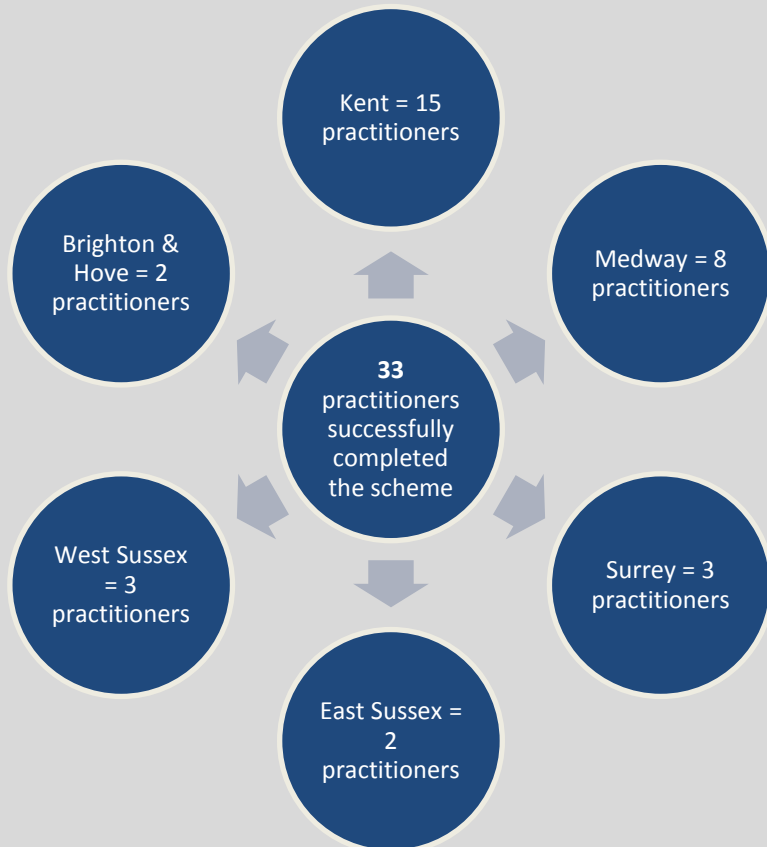 Kent = 15
practitioners
Brighton &
Hove = 2
practitioners
Medway = 8
practitioners
33
practitioners
successfully
completed
the scheme
West Sussex
= 3
practitioners
Surrey = 3
practitioners
East Sussex =
2
practitioners